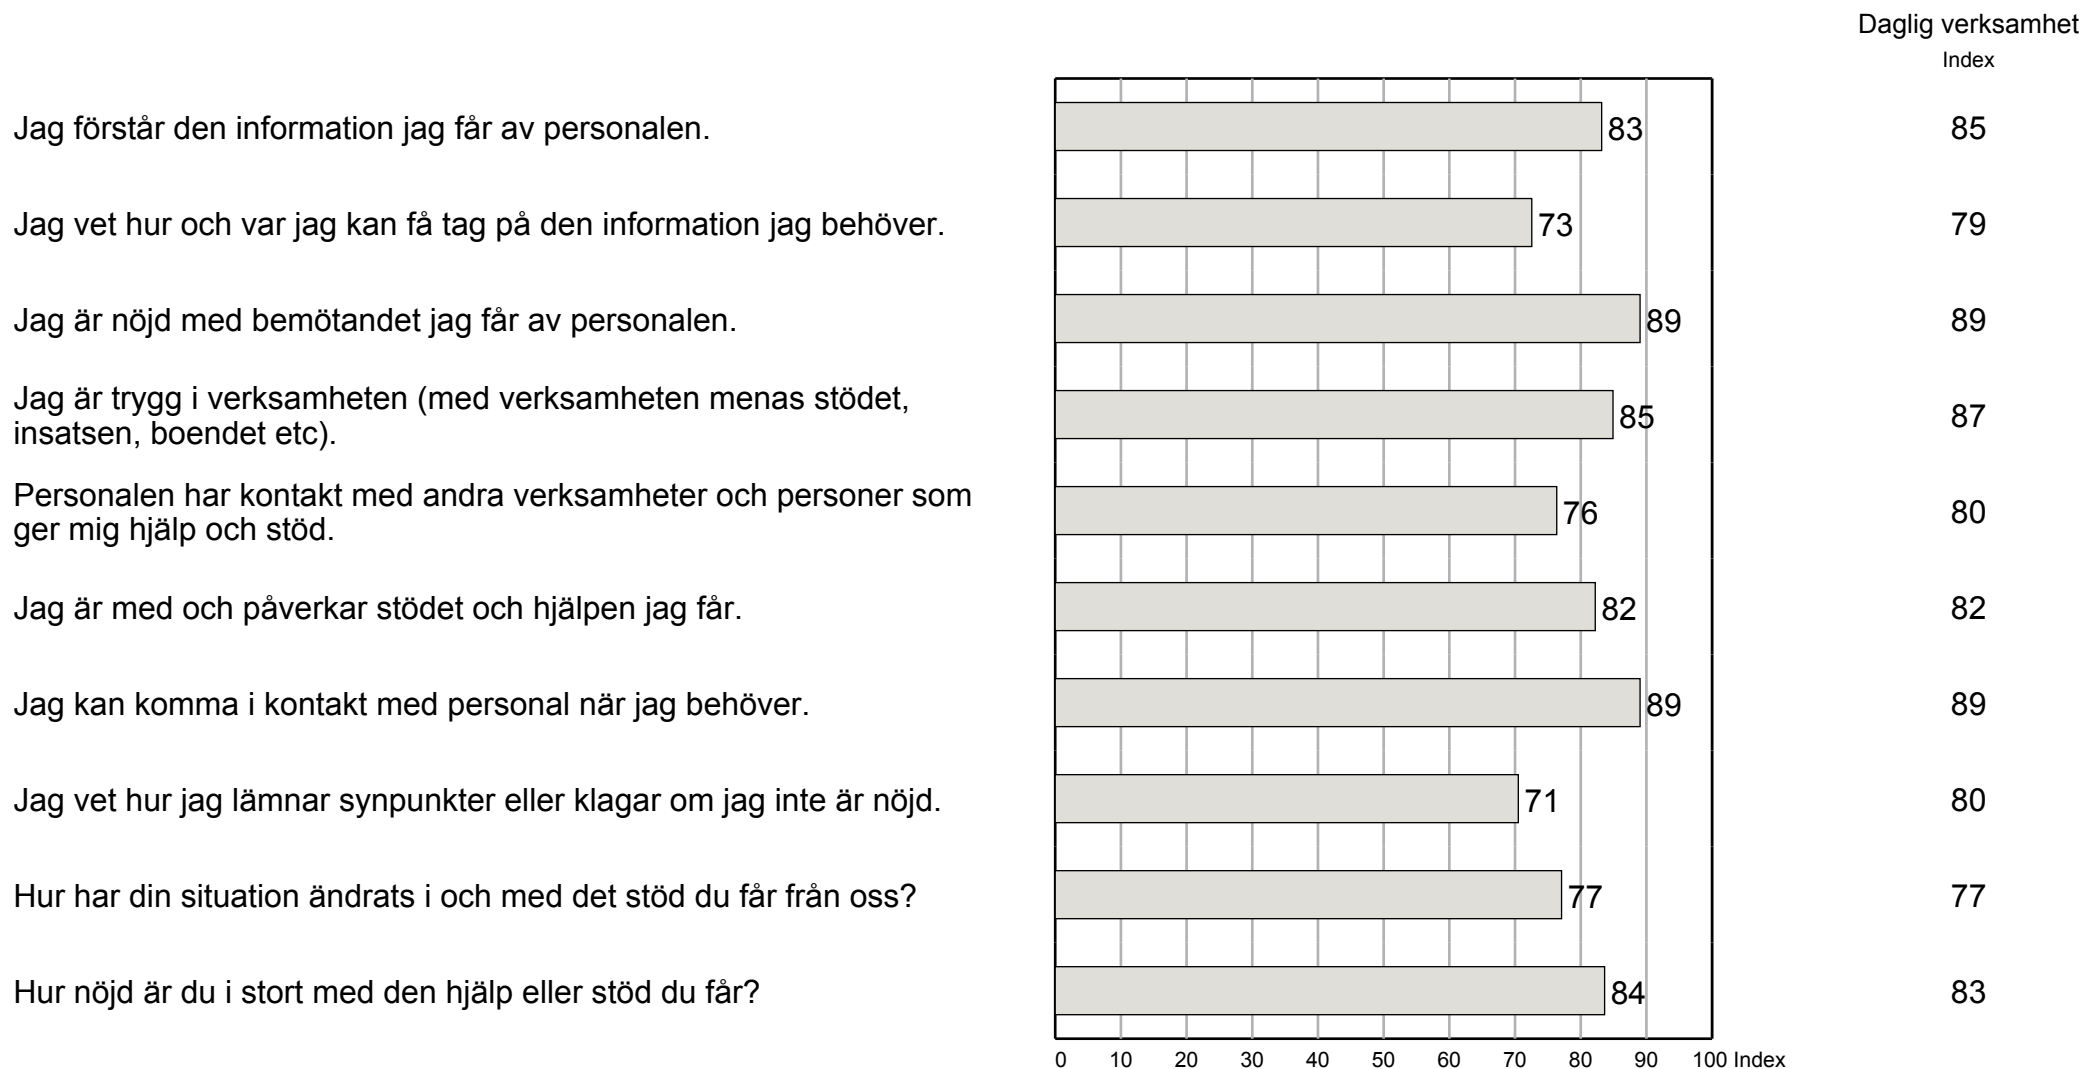 Daglig verksamhet
Index
Jag förstår den information jag får av personalen. 83 85
Jag vet hur och var jag kan få tag på den information jag behöver. 73 79
Jag är nöjd med bemötandet jag får av personalen. 89 89
Jag är trygg i verksamheten (med verksamheten menas stödet,
insatsen, boendet etc). 85 87
Personalen har kontakt med andra verksamheter och personer som
ger mig hjälp och stöd. 76 80
Jag är med och påverkar stödet och hjälpen jag får. 82 82
Jag kan komma i kontakt med personal när jag behöver. 89 89
Jag vet hur jag lämnar synpunkter eller klagar om jag inte är nöjd. 71 80
Hur har din situation ändrats i och med det stöd du får från oss? 77 77
Hur nöjd är du i stort med den hjälp eller stöd du får? 84 83
0 10 20 30 40 50 60 70 80 90 100 Index